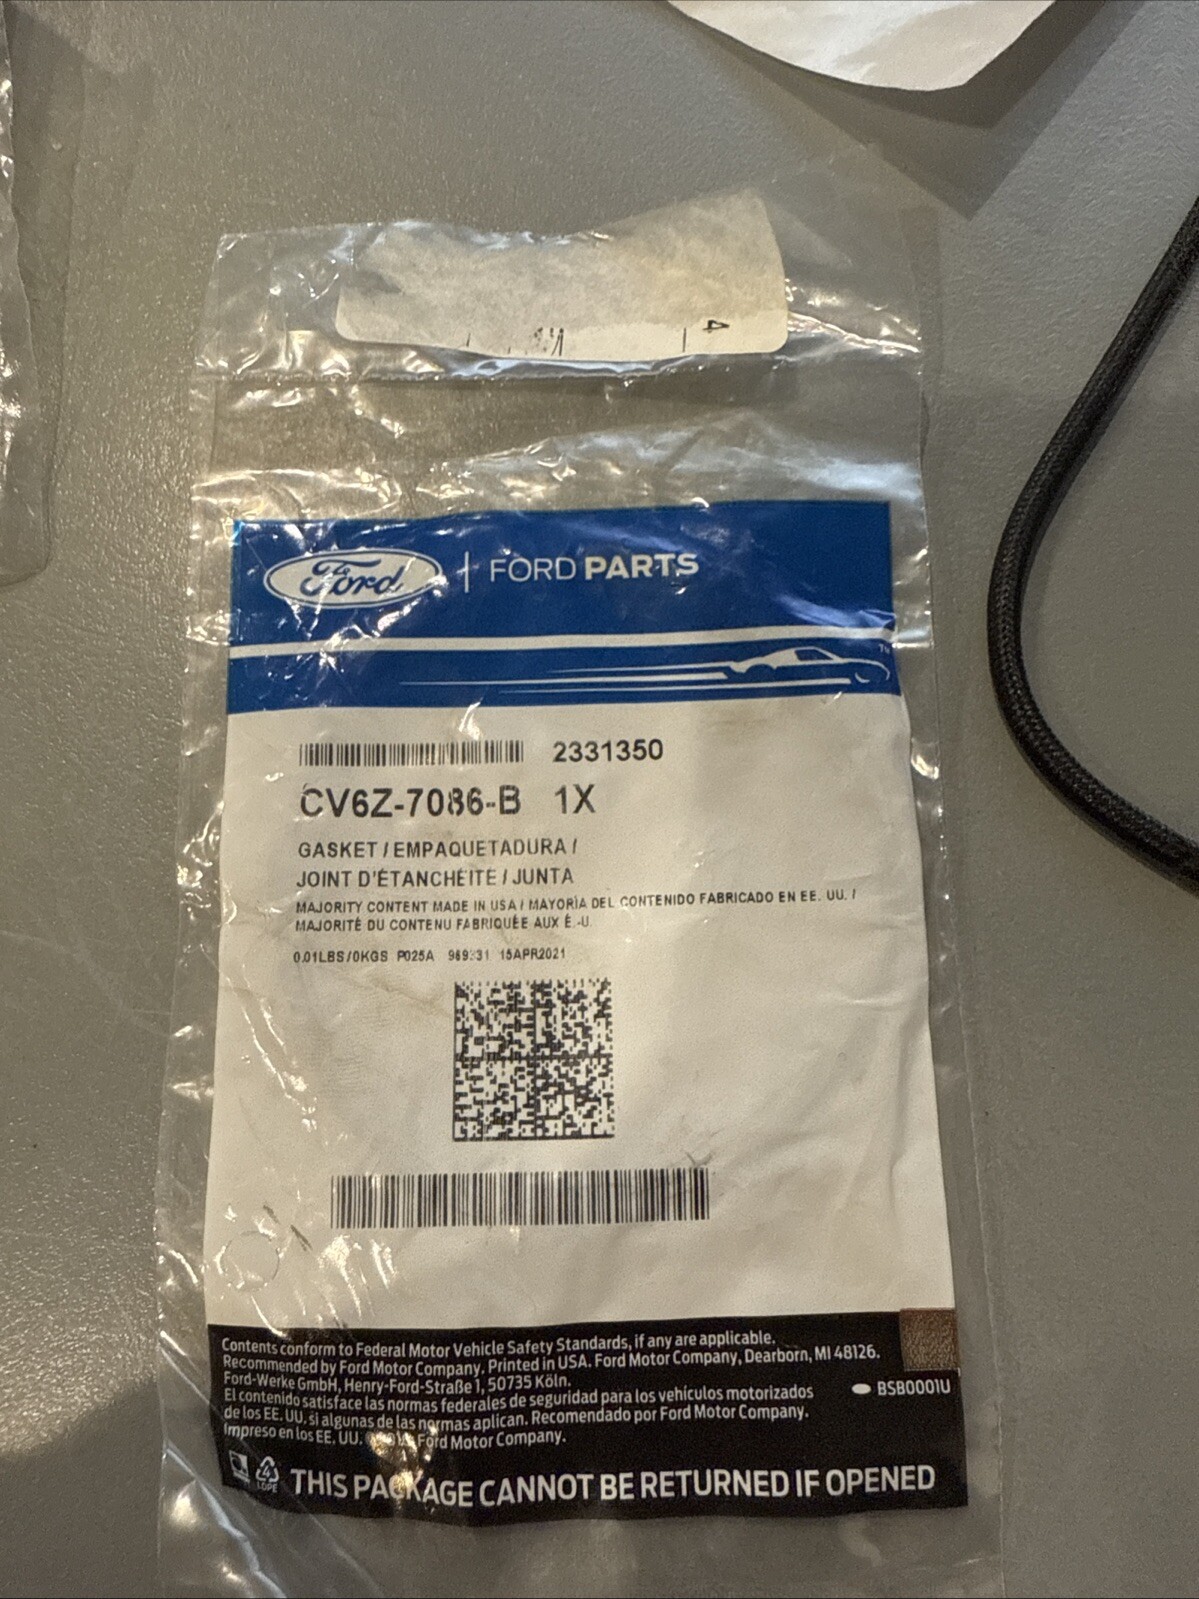 4
Ford | FORD PARTS
TM
2331350
CV6Z-7086-B 1X
GASKET / EMPAQUETADURA /
JOINT D'ÉTANCHÉITÉ / JUNTA
MAJORITY CONTENT MADE IN USA / MAYORÍA DEL CONTENIDO FABRICADO EN EE. UU. /
MAJORITÉ DU CONTENU FABRIQUÉE AUX É.-U.
0.01LBS/0KGS P025A 15APR2021
Contents conform to Federal Motor Vehicle Safety Standards, if any are applicable.
Recommended by Ford Motor Company. Printed in USA. Ford Motor Company, Dearborn, MI 48126.
Ford-Werke GmbH, Henry-Ford-Straße 1, 50735 Köln.
El contenido satisface las normas federales de seguridad para los vehículos motorizados
de los EE. UU. si algunas de las normas aplican. Recomendado por Ford Motor Company.
Impreso en los EE. UU. Ford Motor Company.
BSB0001U
4
LDPE
THIS PACKAGE CANNOT BE RETURNED IF OPENED